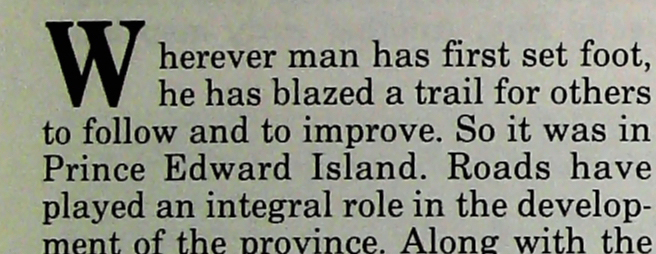 Wherever man has first set foot,
he has blazed a trail for others
to follow and to improve. So it was in
Prince Edward Island. Roads have
played an integral role in the develop-
ment of the province. Along with the